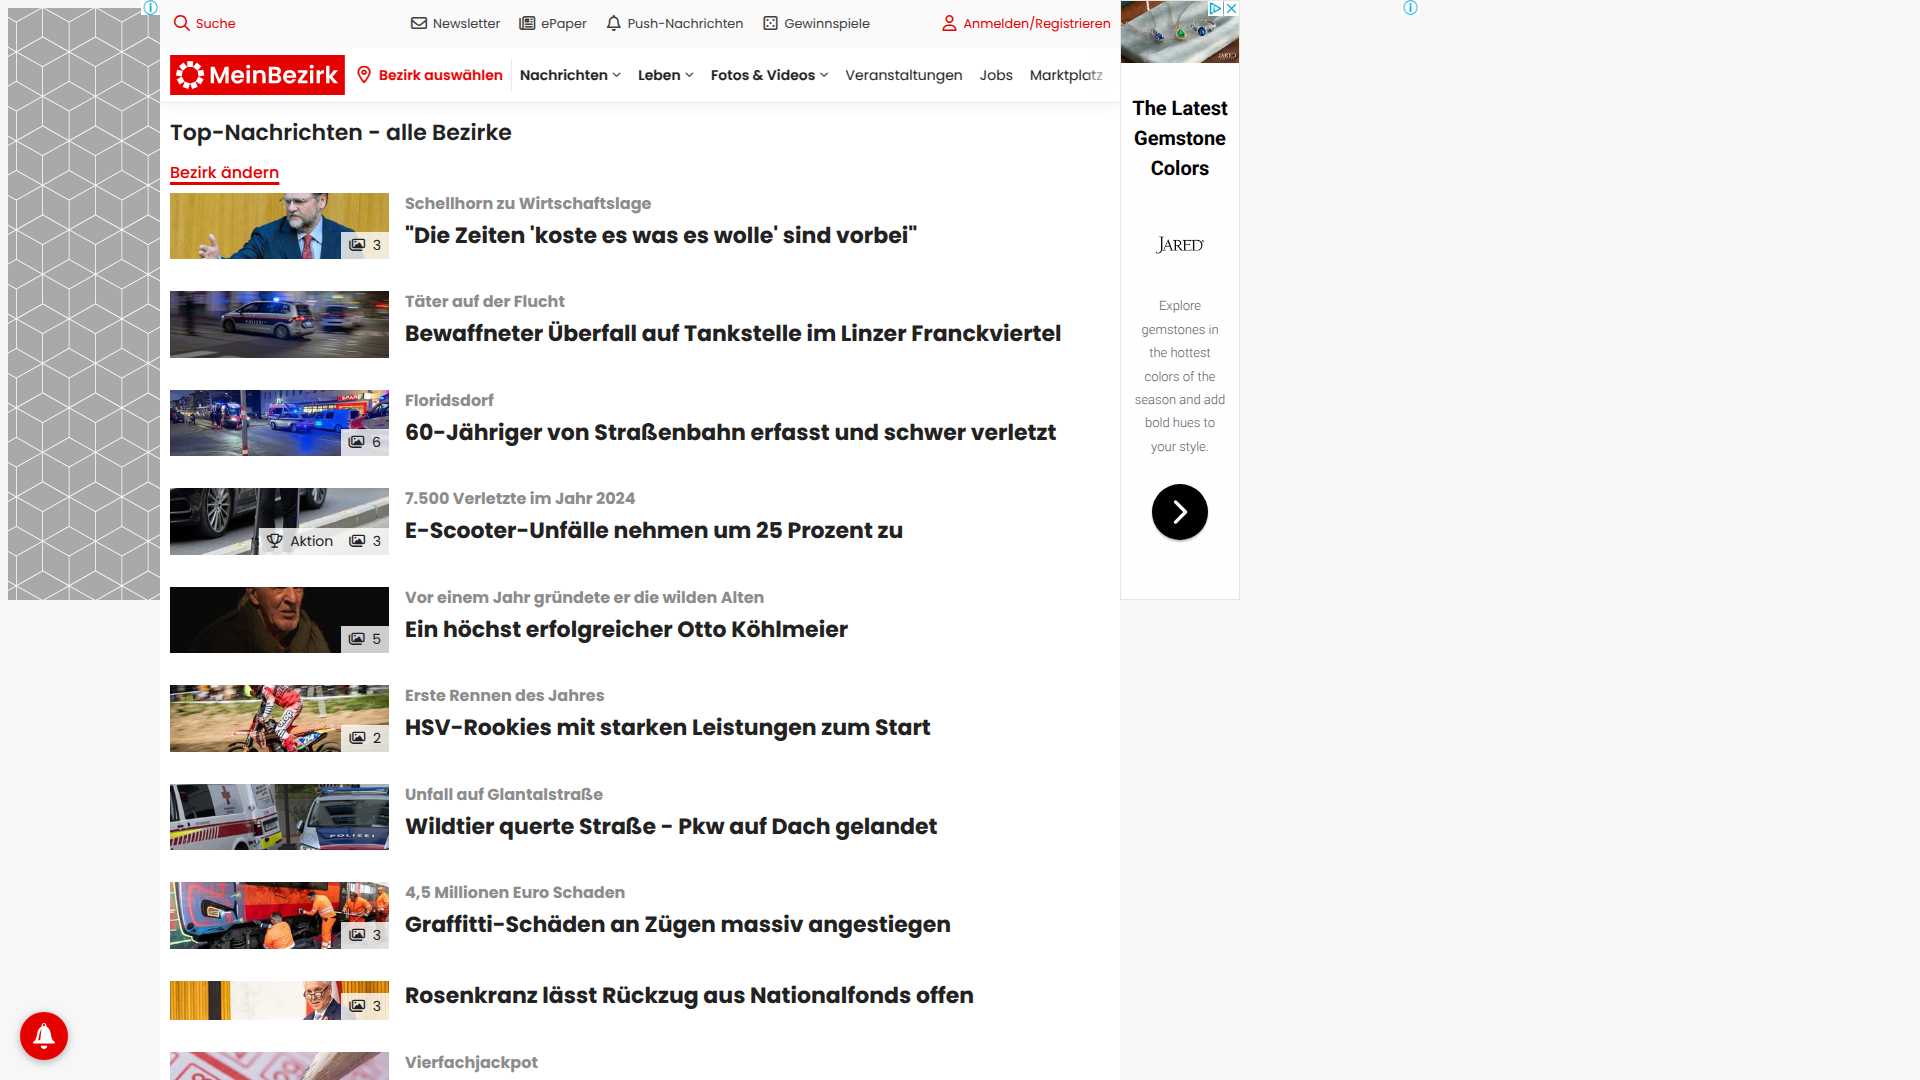 Suche
Newsletter
ePaper
Push-Nachrichten
Gewinnspiele
Anmelden/Registrieren
MeinBezirk
Bezirk auswählen
Nachrichten
Leben
Fotos & Videos
Veranstaltungen
Jobs
Marktplatz
Top-Nachrichten - alle Bezirke
Bezirk ändern
3
Schellhorn zu Wirtschaftslage
"Die Zeiten 'koste es was es wolle' sind vorbei"
Täter auf der Flucht
Bewaffneter Überfall auf Tankstelle im Linzer Franckviertel
6
Floridsdorf
60-Jähriger von Straßenbahn erfasst und schwer verletzt
Aktion 3
7.500 Verletzte im Jahr 2024
E-Scooter-Unfälle nehmen um 25 Prozent zu
5
Vor einem Jahr gründete er die wilden Alten
Ein höchst erfolgreicher Otto Köhlmeier
2
Erste Rennen des Jahres
HSV-Rookies mit starken Leistungen zum Start
POLIZEI
Unfall auf Glantalstraße
Wildtier querte Straße - Pkw auf Dach gelandet
3
4,5 Millionen Euro Schaden
Graffitti-Schäden an Zügen massiv angestiegen
3
Rosenkranz lässt Rückzug aus Nationalfonds offen
Vierfachjackpot
The Latest
Gemstone
Colors
JARED
Explore
gemstones in
the hottest
colors of the
season and add
bold hues to
your style.